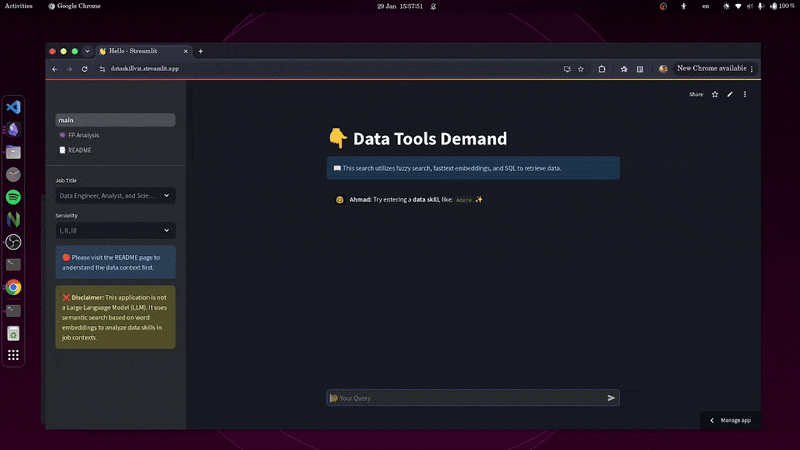 Activities
Google Chrome
29 Jan 15:57:51
en
100 %
Hello - Streamlit
dataskillviz.streamlit.app
New Chrome available
Share
main
FP Analysis
README
Job Title
Data Engineer, Analyst, and Scie...
Seniority
I, II, III
Please visit the README page to
understand the data context first.
Disclaimer: This application is not
a Large Language Model (LLM). It uses
semantic search based on word
embeddings to analyze data skills in
job contexts.
Data Tools Demand
This search utilizes fuzzy search, fasttext embeddings, and SQL to retrieve data.
Ahmad: Try entering a data skill, like: Azure
Your Query
Manage app